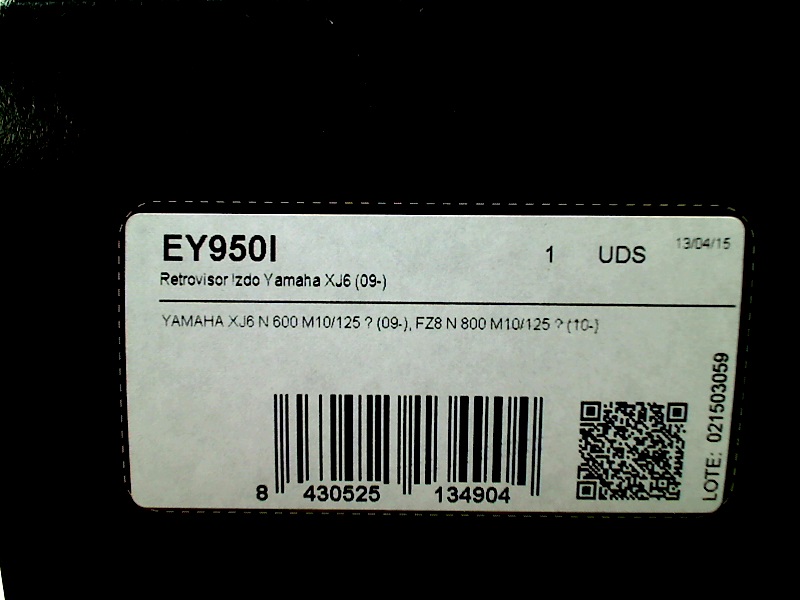 EY950I
1 UDS 13/04/15
Retrovisor Izdo Yamaha XJ6 (09-)
YAMAHA XJ6 N 600 M10/125 ? (09-), FZ8 N 800 M10/125 ? (10-)
LOTE: 021503059
8 430525 134904